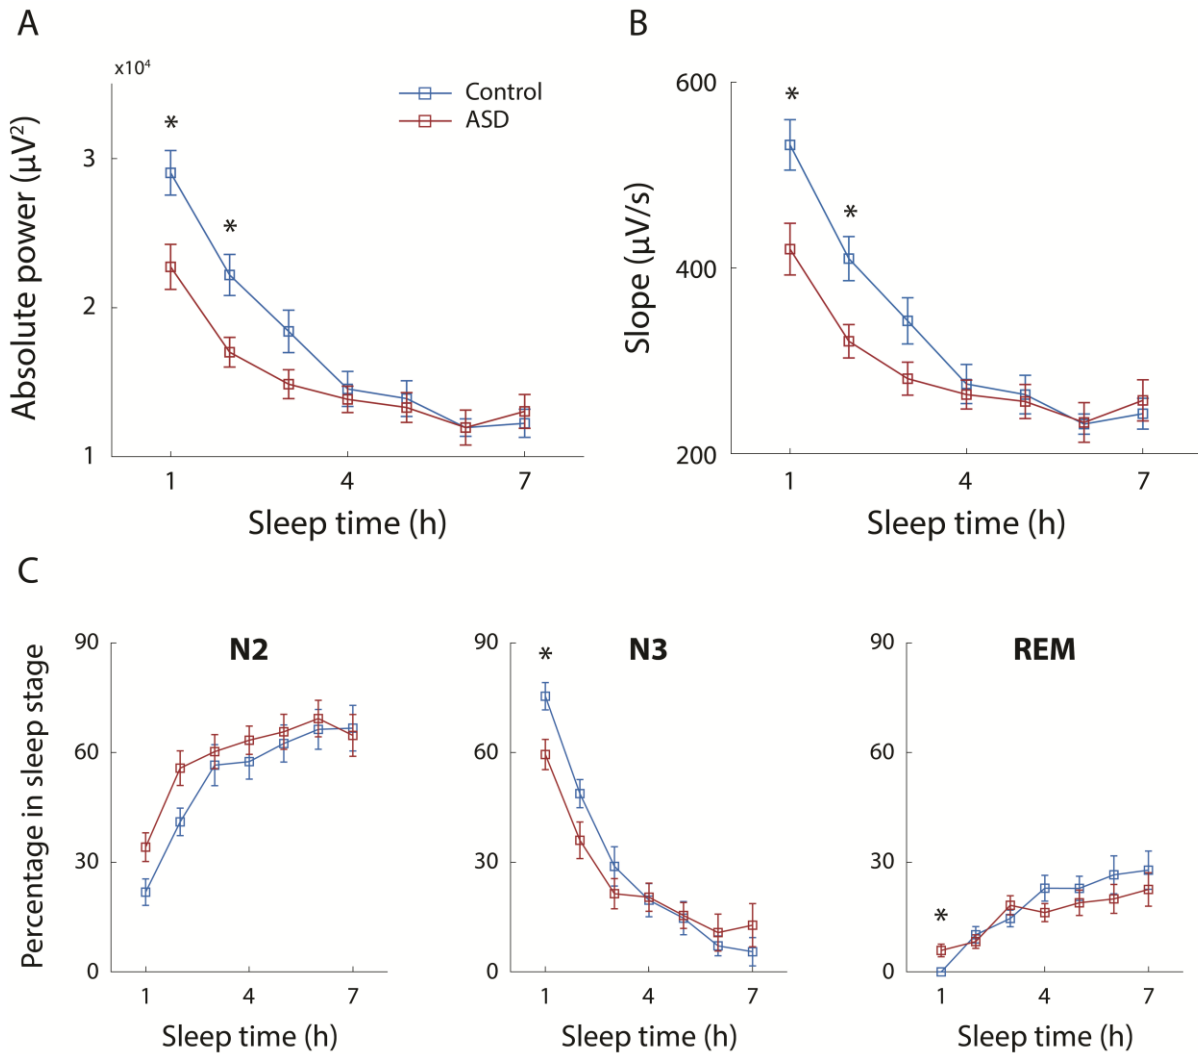 A
x10⁴
Control
ASD
*
*
3
2
1
1 4 7
Absolute power (µV²)
Sleep time (h)
B
*
*
600
400
200
1 4 7
Slope (µV/s)
Sleep time (h)
C
Percentage in sleep stage
N2
90
60
30
0
1 4 7
Sleep time (h)
N3
*
90
60
30
0
1 4 7
Sleep time (h)
REM
*
90
60
30
0
1 4 7
Sleep time (h)